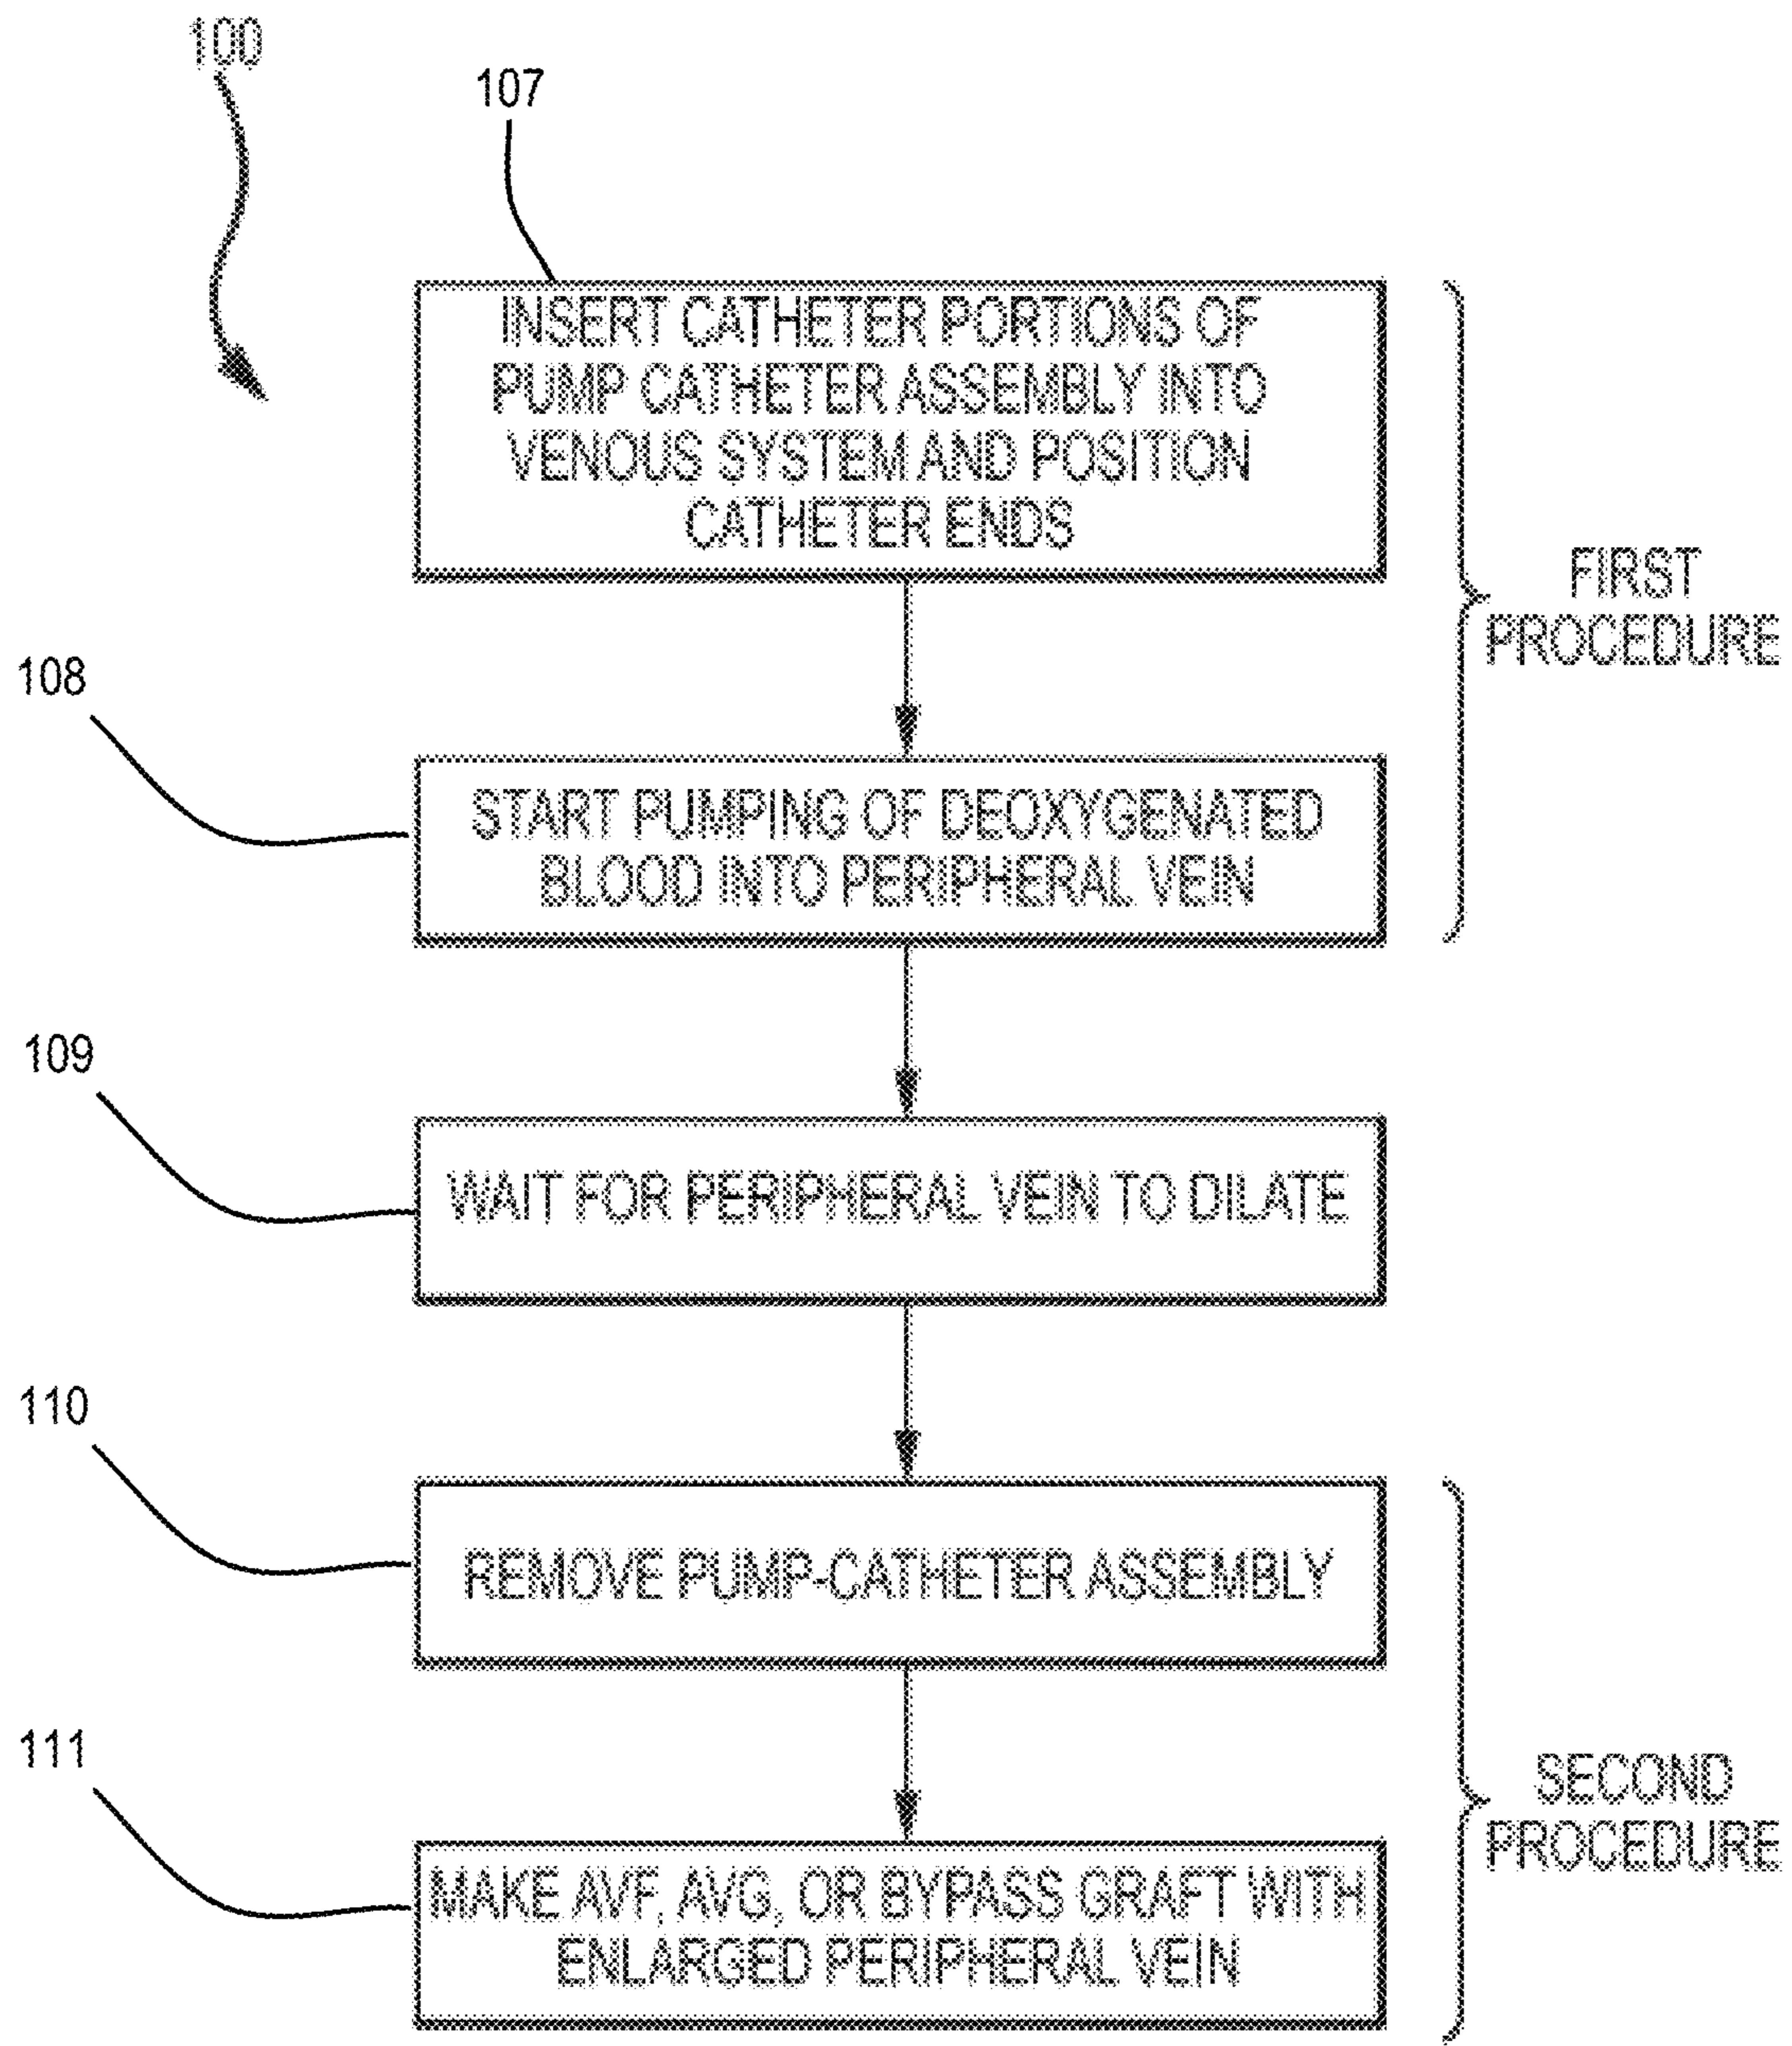 100
107
INSERT CATHETER PORTIONS OF
PUMP CATHETER ASSEMBLY INTO
VENOUS SYSTEM AND POSITION
CATHETER ENDS
FIRST
PROCEDURE
108
START PUMPING OF DEOXYGENATED
BLOOD INTO PERIPHERAL VEIN
109
WAIT FOR PERIPHERAL VEIN TO DILATE
110
REMOVE PUMP-CATHETER ASSEMBLY
111
SECOND
PROCEDURE
MAKE AVF, AVG, OR BYPASS GRAFT WITH
ENLARGED PERIPHERAL VEIN